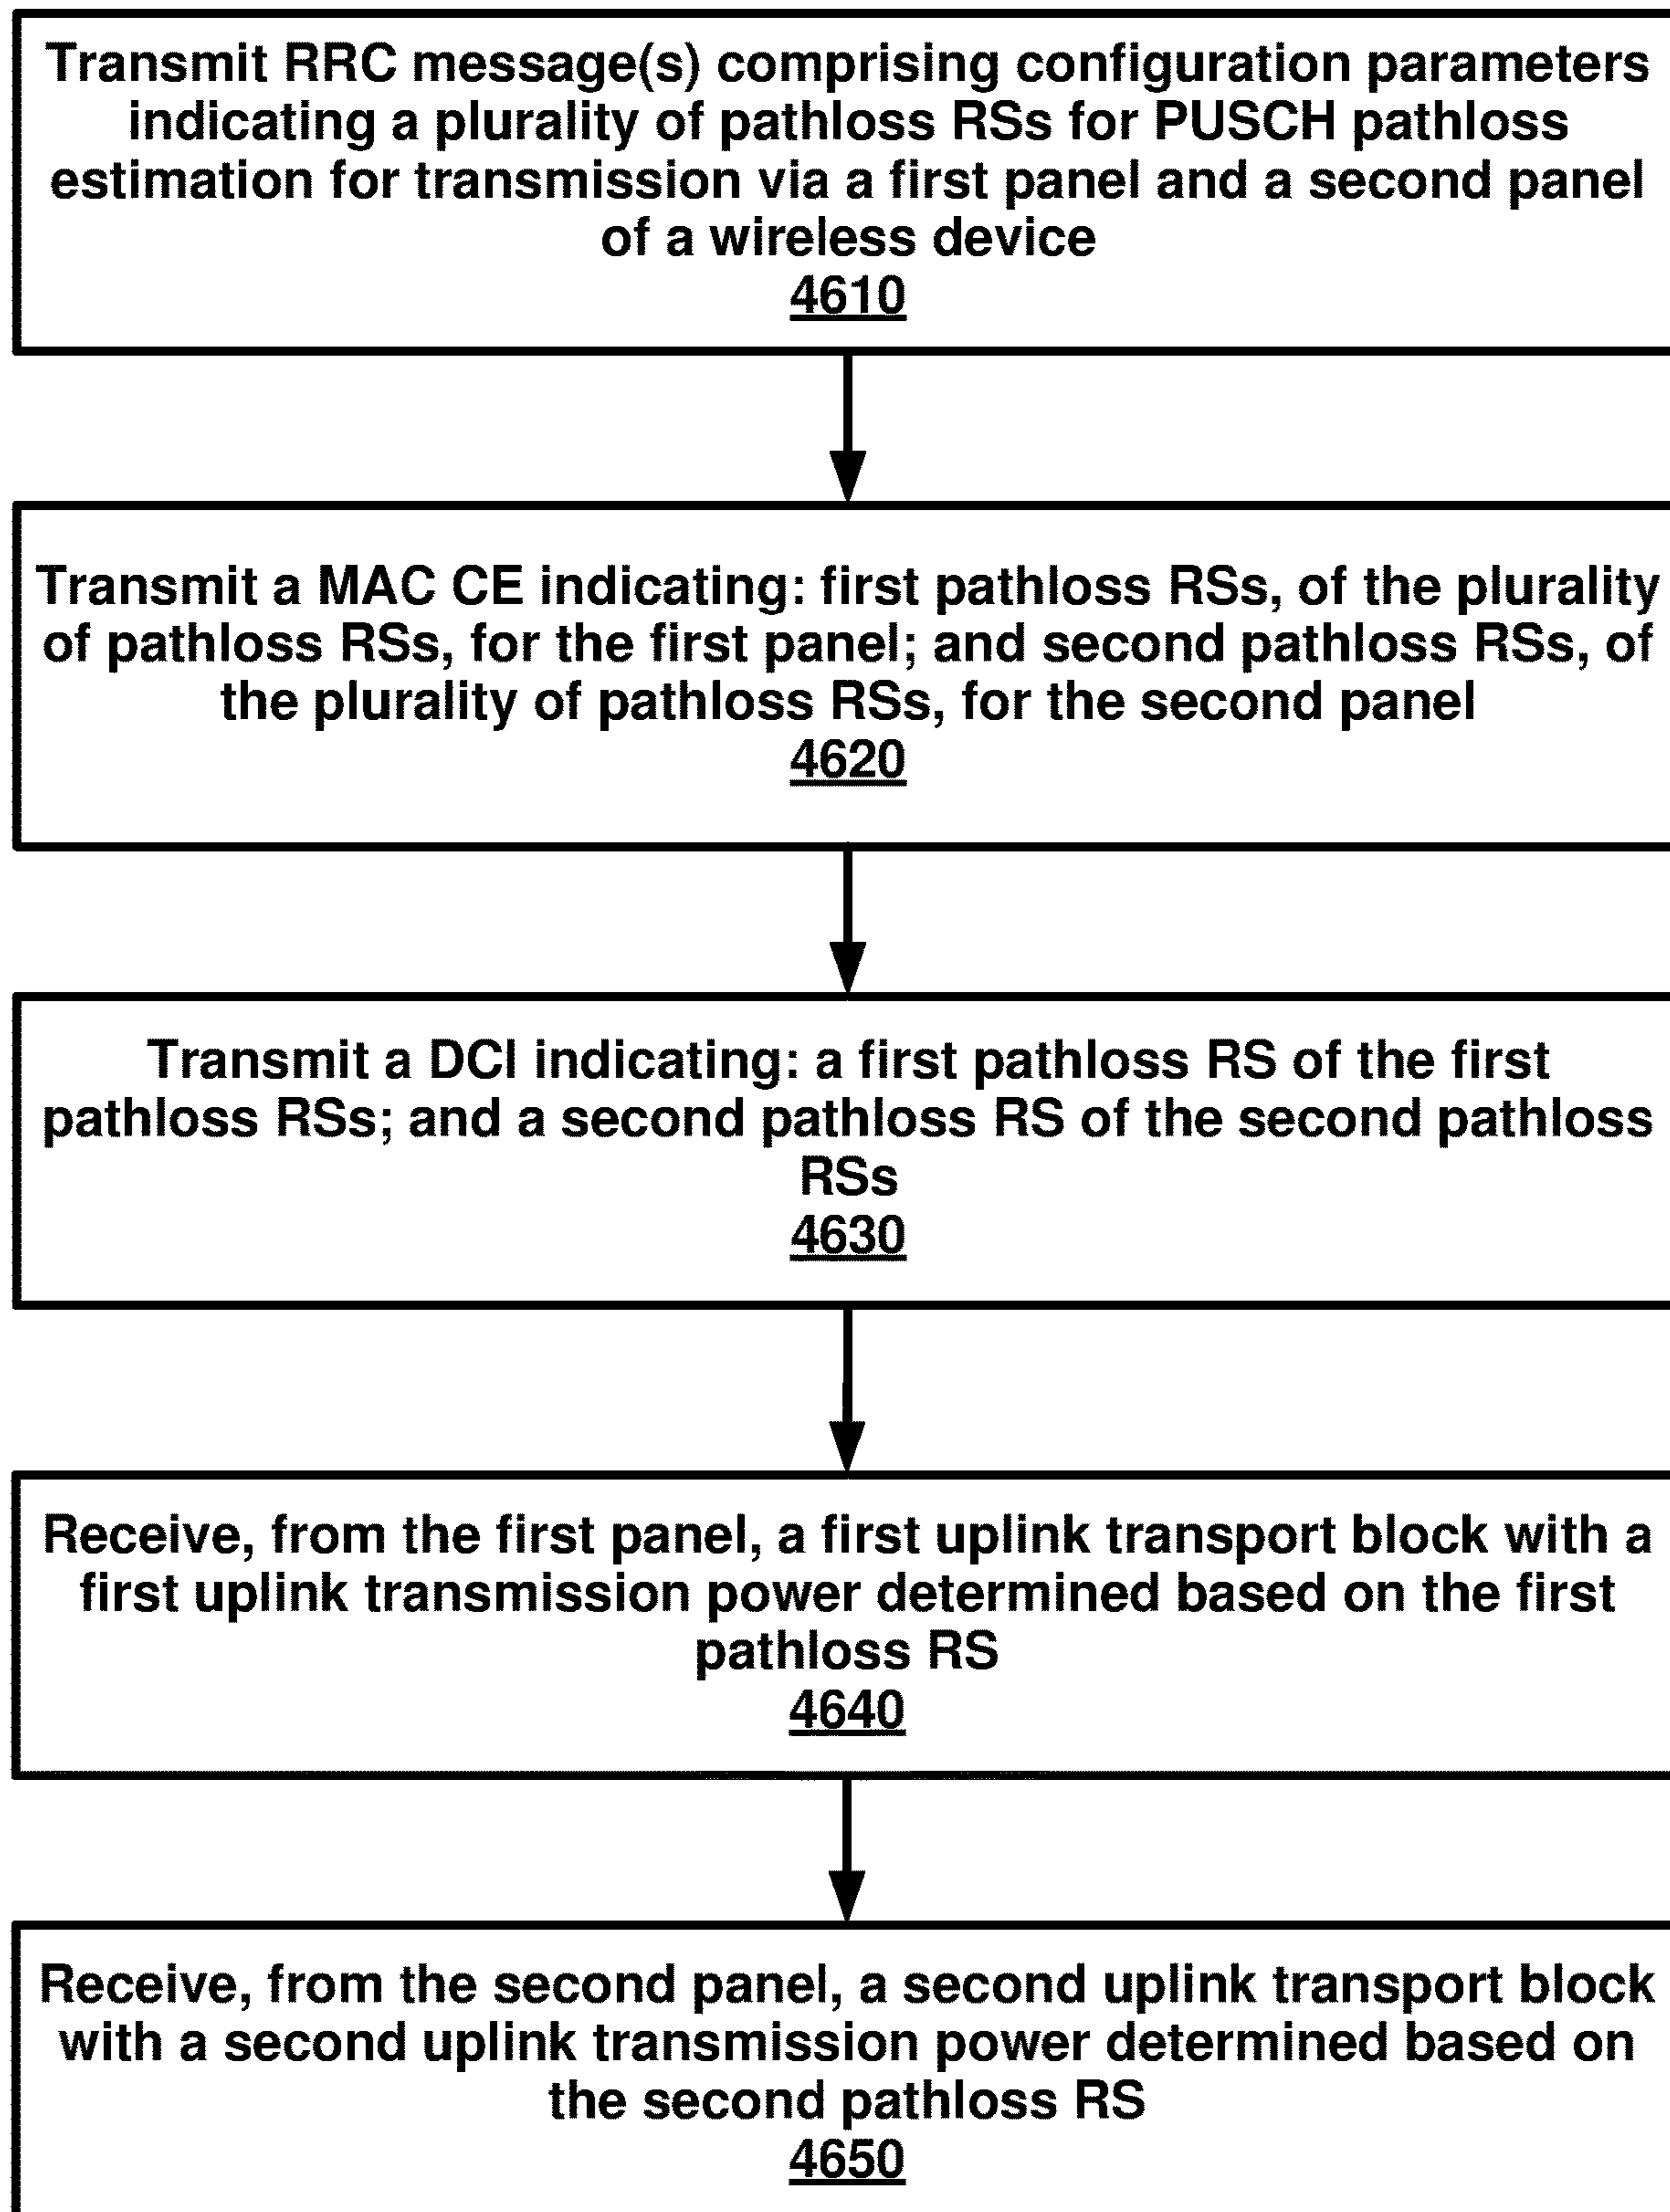 Transmit RRC message(s) comprising configuration parameters
indicating a plurality of pathloss RSs for PUSCH pathloss
estimation for transmission via a first panel and a second panel
of a wireless device
4610
Transmit a MAC CE indicating: first pathloss RSs, of the plurality
of pathloss RSs, for the first panel; and second pathloss RSs, of
the plurality of pathloss RSs, for the second panel
4620
Transmit a DCI indicating: a first pathloss RS of the first
pathloss RSs; and a second pathloss RS of the second pathloss
RSs
4630
Receive, from the first panel, a first uplink transport block with a
first uplink transmission power determined based on the first
pathloss RS
4640
Receive, from the second panel, a second uplink transport block
with a second uplink transmission power determined based on
the second pathloss RS
4650